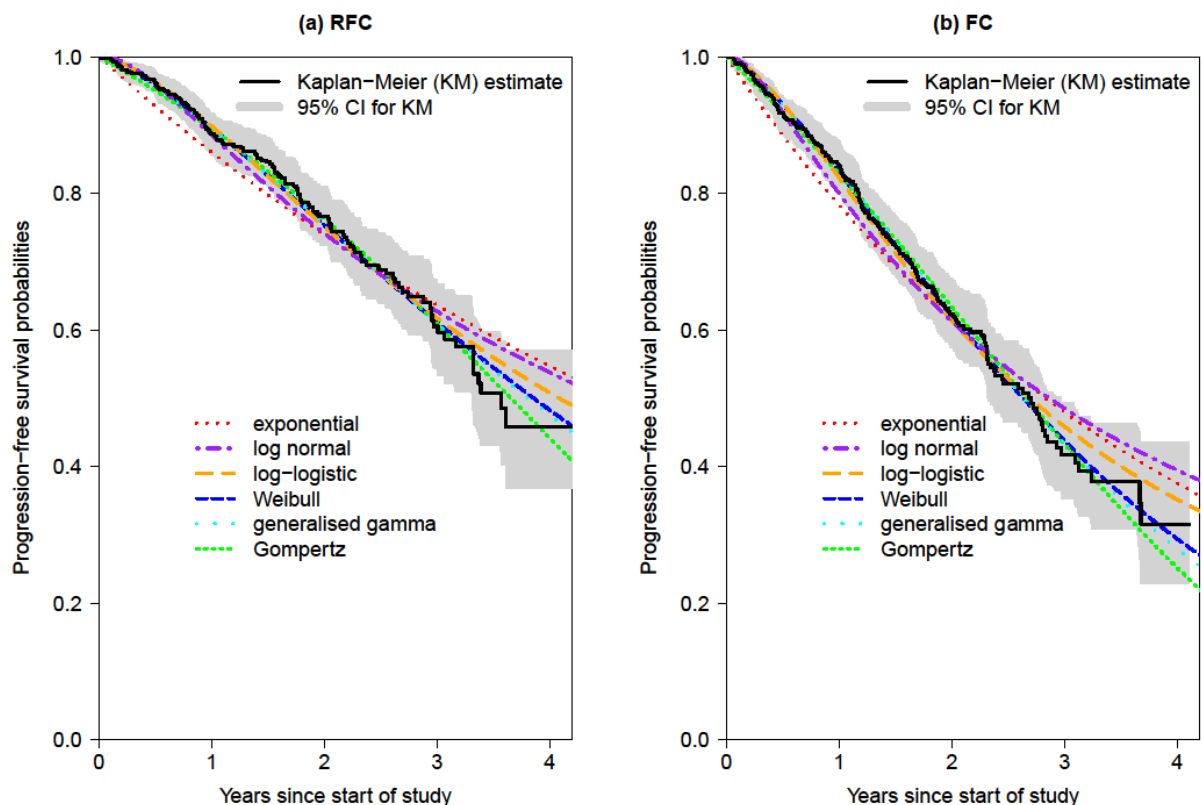 (a) RFC
Progression−free survival probabilities
1.0
0.8
0.6
0.4
0.2
0.0
Kaplan−Meier (KM) estimate
95% CI for KM
exponential
log normal
log−logistic
Weibull
generalised gamma
Gompertz
0 1 2 3 4
Years since start of study
(b) FC
Progression−free survival probabilities
1.0
0.8
0.6
0.4
0.2
0.0
Kaplan−Meier (KM) estimate
95% CI for KM
exponential
log normal
log−logistic
Weibull
generalised gamma
Gompertz
0 1 2 3 4
Years since start of study